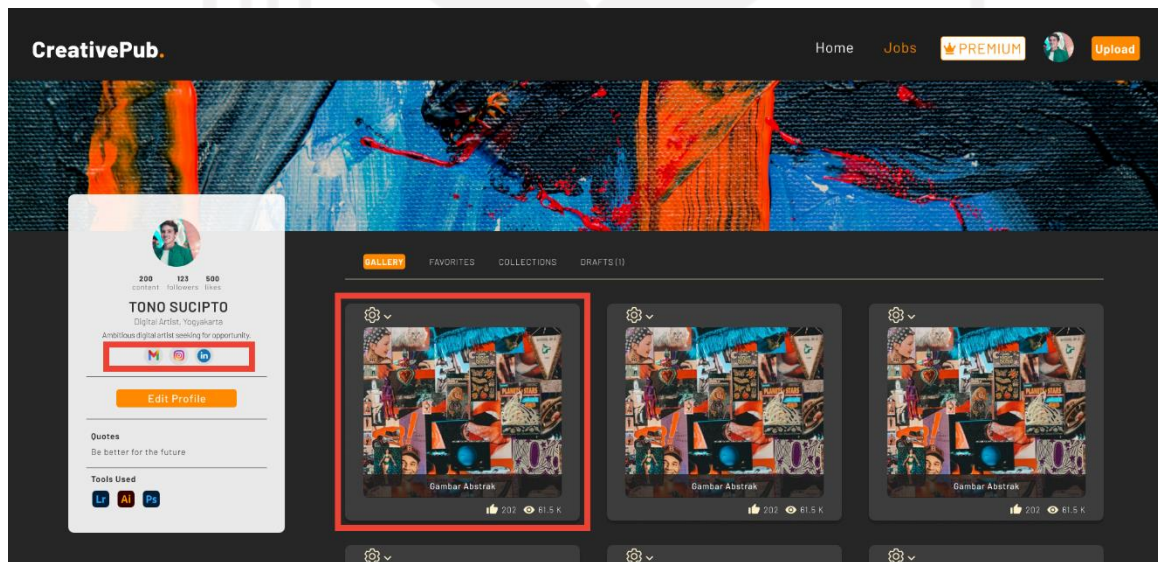 CreativePub.
Home Jobs PREMIUM Upload
200 123 500
content followers likes
TONO SUCIPTO
Digital Artist, Yogyakarta
Ambitious digital artist seeking for opportunity.
Edit Profile
Quotes
Be better for the future
Tools Used
Lr Ai Ps
GALLERY FAVORITES COLLECTIONS DRAFTS (1)
Gambar Abstrak
202 61.5 K
Gambar Abstrak
202 61.5 K
Gambar Abstrak
202 61.5 K